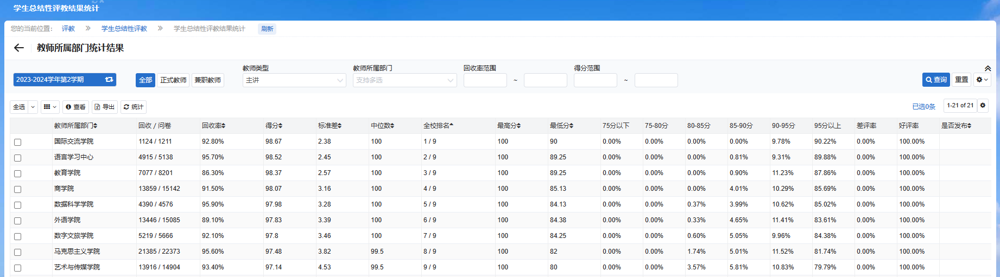 学生总结性评教结果统计
您的当前位置： 评教 » 学生总结性评教 » 学生总结性评教结果统计 刷新
← 教师所属部门统计结果
教师类型 教师所属部门 回收率范围 得分范围
2023-2024学年第2学期 全部 正式教师 兼职教师 主讲 支持多选 ~ ~ 查询 重置
全选 查看 导出 统计 已选0条 1-21 of 21
教师所属部门 回收 / 问卷 回收率 得分 标准差 中位数 全校排名 最高分 最低分 75分以下 75-80分 80-85分 85-90分 90-95分 95分以上 差评率 好评率 是否发布
国际交流学院 1124 / 1211 92.80% 98.67 2.38 100 1 / 9 100 90 0.00% 0.00% 0.00% 0.00% 9.78% 90.22% 0.00% 100.00%
语言学习中心 4915 / 5138 95.70% 98.52 2.45 100 2 / 9 100 89.25 0.00% 0.00% 0.00% 0.81% 9.31% 89.88% 0.00% 100.00%
教育学院 7077 / 8201 86.30% 98.37 2.57 100 3 / 9 100 89.25 0.00% 0.00% 0.00% 0.90% 11.23% 87.86% 0.00% 100.00%
商学院 13859 / 15142 91.50% 98.07 3.16 100 4 / 9 100 85.13 0.00% 0.00% 0.00% 4.01% 10.29% 85.69% 0.00% 100.00%
数据科学学院 4390 / 4576 95.90% 97.98 3.28 100 5 / 9 100 84.13 0.00% 0.00% 0.37% 3.99% 10.62% 85.02% 0.00% 100.00%
外语学院 13446 / 15085 89.10% 97.83 3.39 100 6 / 9 100 84.38 0.00% 0.00% 0.33% 4.65% 11.41% 83.61% 0.00% 100.00%
数字文旅学院 5219 / 5666 92.10% 97.8 3.46 100 7 / 9 100 84.25 0.00% 0.00% 0.60% 5.05% 9.96% 84.38% 0.00% 100.00%
马克思主义学院 21385 / 22373 95.60% 97.48 3.82 99.5 8 / 9 100 82 0.00% 0.00% 1.74% 5.01% 11.52% 81.74% 0.00% 100.00%
艺术与传媒学院 13916 / 14904 93.40% 97.14 4.53 99.5 9 / 9 100 80 0.00% 0.00% 3.57% 5.81% 10.83% 79.79% 0.00% 100.00%